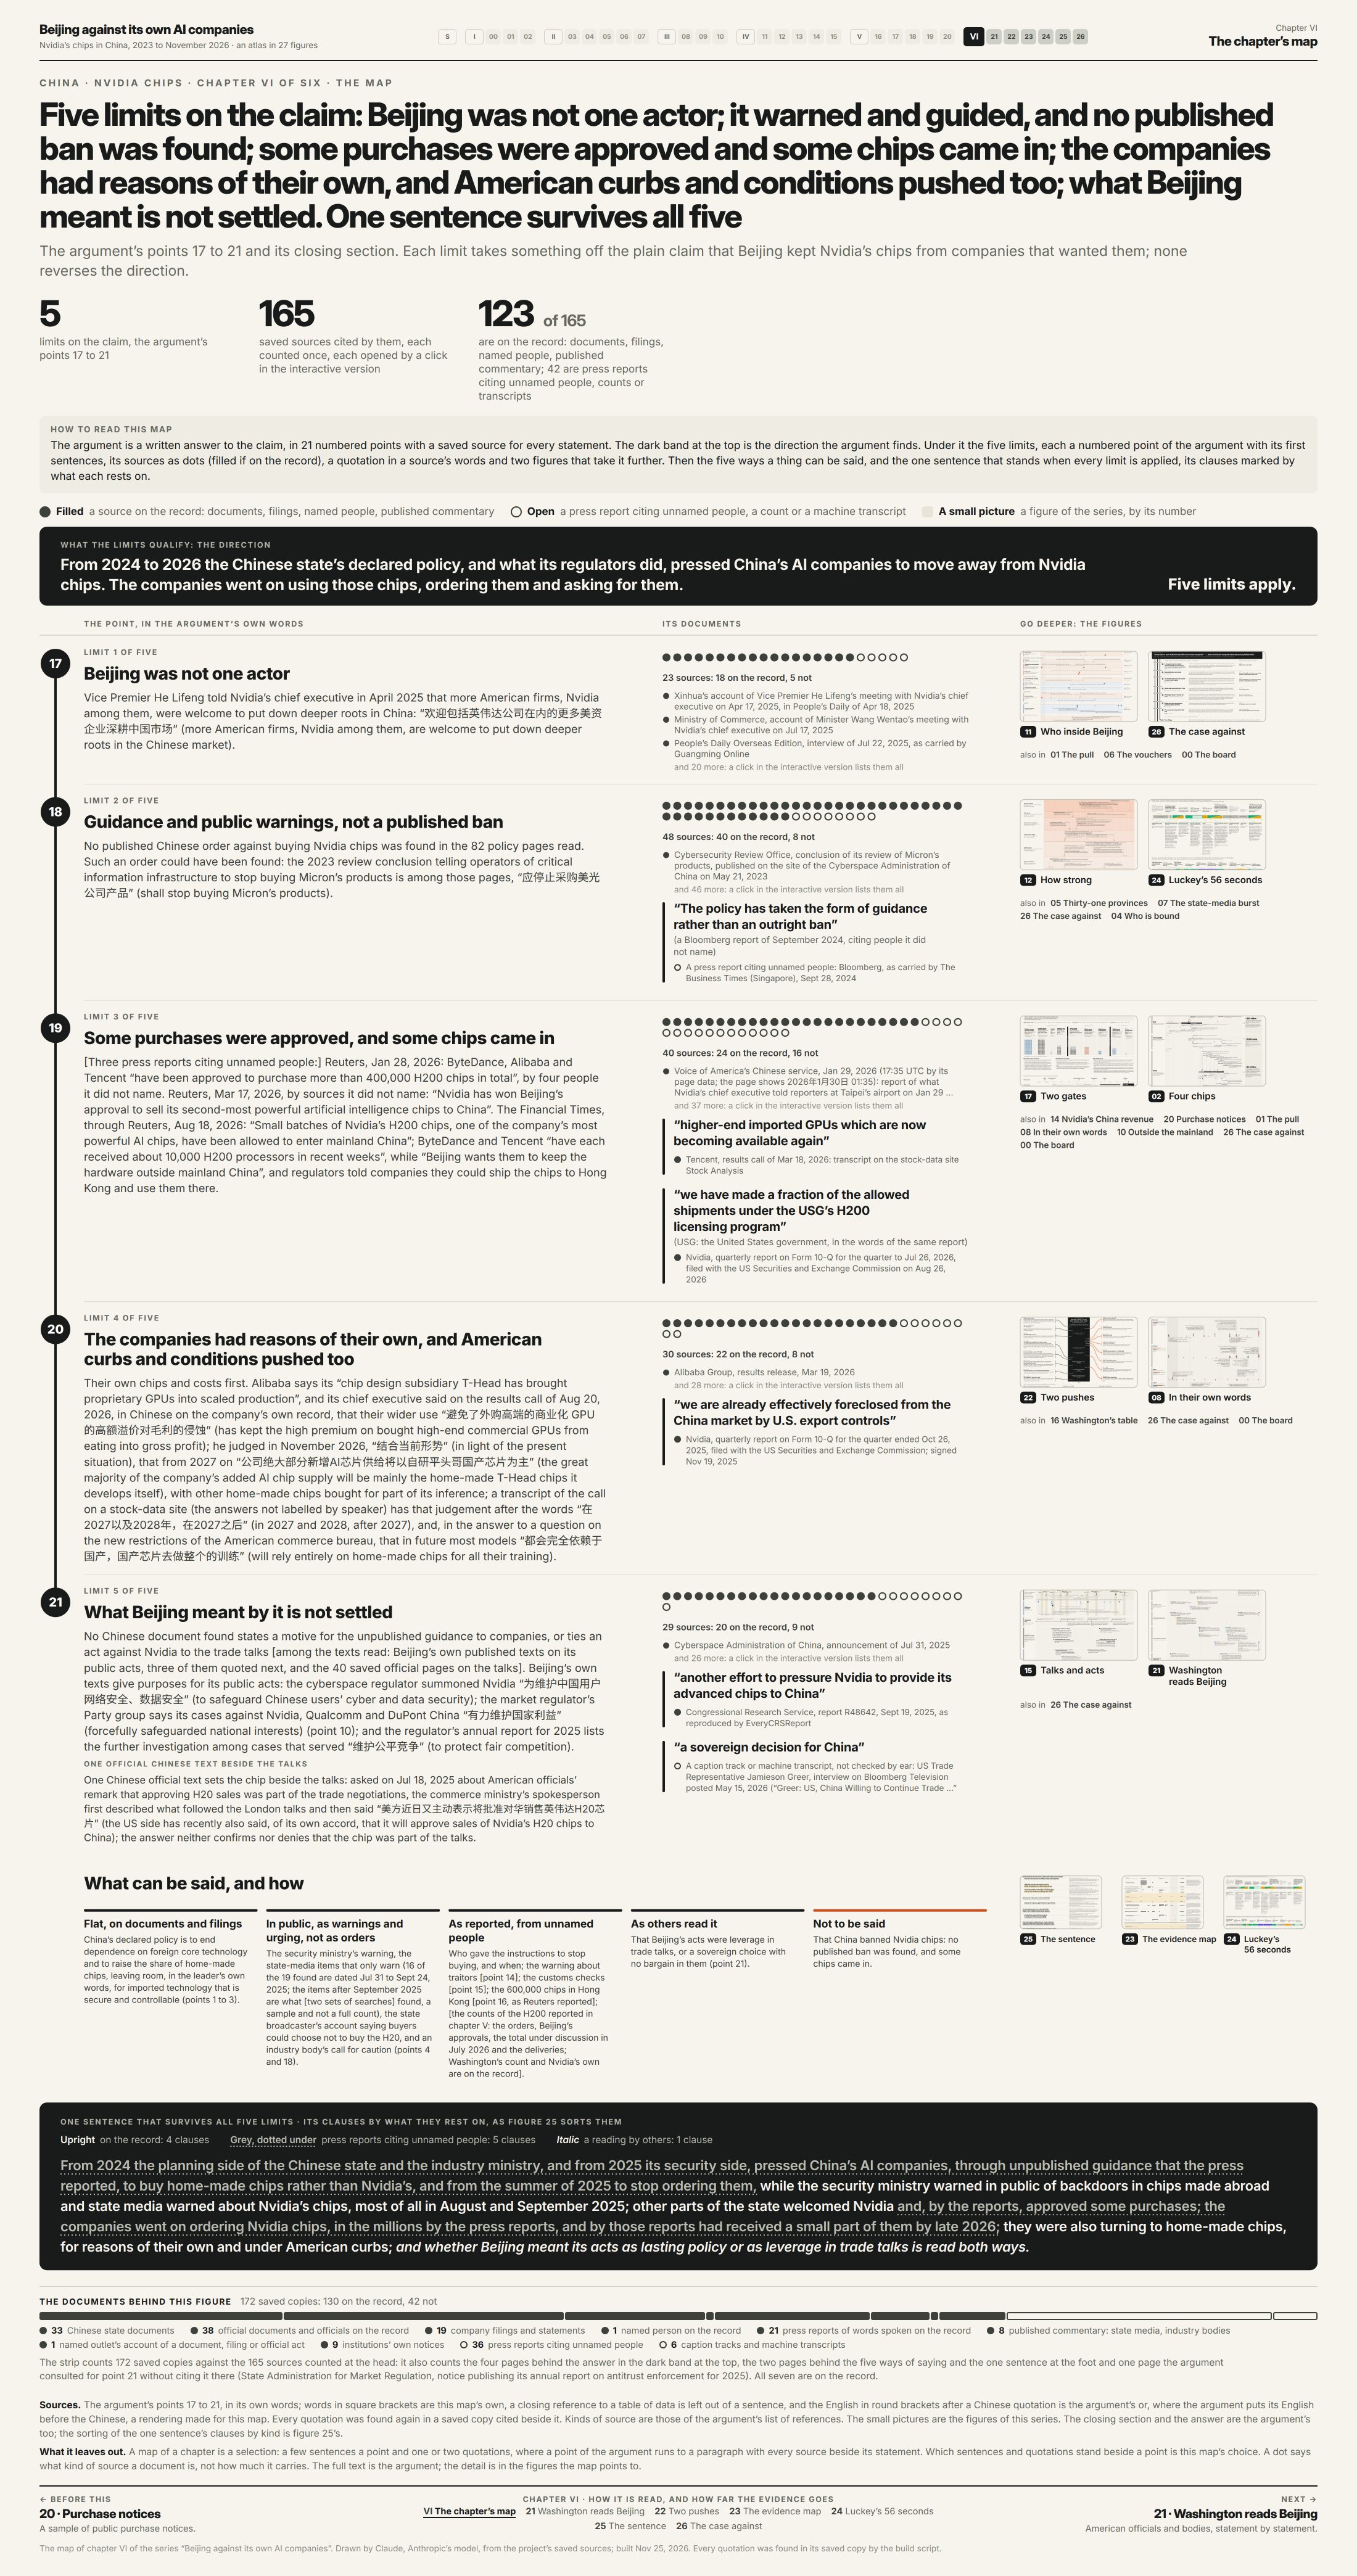 Beijing against its own AI companies
Nvidia's chips in China, 2023 to November 2026 · an atlas in 27 figures
S I 00 01 02 II 03 04 05 06 07 III 08 09 10 IV 11 12 13 14 15 V 16 17 18 19 20 VI 21 22 23 24 25 26
Chapter VI
The chapter's map
CHINA · NVIDIA CHIPS · CHAPTER VI OF SIX · THE MAP
Five limits on the claim: Beijing was not one actor; it warned and guided, and no published
ban was found; some purchases were approved and some chips came in; the companies
had reasons of their own, and American curbs and conditions pushed too; what Beijing
meant is not settled. One sentence survives all five
The argument's points 17 to 21 and its closing section. Each limit takes something off the plain claim that Beijing kept Nvidia's chips from companies that wanted them; none
reverses the direction.
5
limits on the claim, the argument's
points 17 to 21
165
saved sources cited by them, each
counted once, each opened by a click
in the interactive version
123 of 165
are on the record: documents, filings,
named people, published
commentary; 42 are press reports
citing unnamed people, counts or
transcripts
HOW TO READ THIS MAP
The argument is a written answer to the claim, in 21 numbered points with a saved source for every statement. The dark band at the top is the direction the argument finds. Under it the five limits, each a numbered point of the argument with its first
sentences, its sources as dots (filled if on the record), a quotation in a source's words and two figures that take it further. Then the five ways a thing can be said, and the one sentence that stands when every limit is applied, its clauses marked by
what each rests on.
Filled a source on the record: documents, filings, named people, published commentary
Open a press report citing unnamed people, a count or a machine transcript
A small picture a figure of the series, by its number
WHAT THE LIMITS QUALIFY: THE DIRECTION
From 2024 to 2026 the Chinese state's declared policy, and what its regulators did, pressed China's AI companies to move away from Nvidia
chips. The companies went on using those chips, ordering them and asking for them.
Five limits apply.
THE POINT, IN THE ARGUMENT'S OWN WORDS
ITS DOCUMENTS
GO DEEPER: THE FIGURES
17
LIMIT 1 OF FIVE
Beijing was not one actor
Vice Premier He Lifeng told Nvidia's chief executive in April 2025 that more American firms, Nvidia
among them, were welcome to put down deeper roots in China: “欢迎包括英伟达公司在内的更多美资
企业深耕中国市场” (more American firms, Nvidia among them, are welcome to put down deeper
roots in the Chinese market).
23 sources: 18 on the record, 5 not
Xinhua's account of Vice Premier He Lifeng's meeting with Nvidia's chief
executive on Apr 17, 2025, in People's Daily of Apr 18, 2025
Ministry of Commerce, account of Minister Wang Wentao's meeting with
Nvidia's chief executive on Jul 17, 2025
People's Daily Overseas Edition, interview of Jul 22, 2025, as carried by
Guangming Online
and 20 more: a click in the interactive version lists them all
11 Who inside Beijing
26 The case against
also in 01 The pull 06 The vouchers 00 The board
18
LIMIT 2 OF FIVE
Guidance and public warnings, not a published ban
No published Chinese order against buying Nvidia chips was found in the 82 policy pages read.
Such an order could have been found: the 2023 review conclusion telling operators of critical
information infrastructure to stop buying Micron's products is among those pages, “应停止采购美光
公司产品” (shall stop buying Micron's products).
48 sources: 40 on the record, 8 not
Cybersecurity Review Office, conclusion of its review of Micron's
products, published on the site of the Cyberspace Administration of
China on May 21, 2023
and 46 more: a click in the interactive version lists them all
“The policy has taken the form of guidance
rather than an outright ban”
(a Bloomberg report of September 2024, citing people it did
not name)
A press report citing unnamed people: Bloomberg, as carried by The
Business Times (Singapore), Sept 28, 2024
12 How strong
24 Luckey's 56 seconds
also in 05 Thirty-one provinces 07 The state-media burst
26 The case against 04 Who is bound
19
LIMIT 3 OF FIVE
Some purchases were approved, and some chips came in
[Three press reports citing unnamed people:] Reuters, Jan 28, 2026: ByteDance, Alibaba and
Tencent “have been approved to purchase more than 400,000 H200 chips in total”, by four people
it did not name. Reuters, Mar 17, 2026, by sources it did not name: “Nvidia has won Beijing's
approval to sell its second-most powerful artificial intelligence chips to China”. The Financial Times,
through Reuters, Aug 18, 2026: “Small batches of Nvidia's H200 chips, one of the company's most
powerful AI chips, have been allowed to enter mainland China”; ByteDance and Tencent “have each
received about 10,000 H200 processors in recent weeks”, while “Beijing wants them to keep the
hardware outside mainland China”, and regulators told companies they could ship the chips to Hong
Kong and use them there.
40 sources: 24 on the record, 16 not
Voice of America's Chinese service, Jan 29, 2026 (17:35 UTC by its
page data; the page shows 2026年1月30日 01:35): report of what
Nvidia's chief executive told reporters at Taipei's airport on Jan 29 ...
and 37 more: a click in the interactive version lists them all
“higher-end imported GPUs which are now
becoming available again”
Tencent, results call of Mar 18, 2026: transcript on the stock-data site
Stock Analysis
“we have made a fraction of the allowed
shipments under the USG's H200
licensing program”
(USG: the United States government, in the words of the same report)
Nvidia, quarterly report on Form 10-Q for the quarter to Jul 26, 2026,
filed with the US Securities and Exchange Commission on Aug 26,
2026
17 Two gates
02 Four chips
also in 14 Nvidia's China revenue 20 Purchase notices 01 The pull
08 In their own words 10 Outside the mainland 26 The case against
00 The board
20
LIMIT 4 OF FIVE
The companies had reasons of their own, and American
curbs and conditions pushed too
Their own chips and costs first. Alibaba says its “chip design subsidiary T-Head has brought
proprietary GPUs into scaled production”, and its chief executive said on the results call of Aug 20,
2026, in Chinese on the company's own record, that their wider use “避免了外购高端的商业化 GPU
的高额溢价对毛利的侵蚀” (has kept the high premium on bought high-end commercial GPUs from
eating into gross profit); he judged in November 2026, “结合当前形势” (in light of the present
situation), that from 2027 on “公司绝大部分新增AI芯片供给将以自研平头哥国产芯片为主” (the great
majority of the company's added AI chip supply will be mainly the home-made T-Head chips it
develops itself), with other home-made chips bought for part of its inference; a transcript of the call
on a stock-data site (the answers not labelled by speaker) has that judgement after the words “在
2027以及2028年，在2027之后” (in 2027 and 2028, after 2027), and, in the answer to a question on
the new restrictions of the American commerce bureau, that in future most models “都会完全依赖于
国产，国产芯片去做整个的训练” (will rely entirely on home-made chips for all their training).
30 sources: 22 on the record, 8 not
Alibaba Group, results release, Mar 19, 2026
and 28 more: a click in the interactive version lists them all
“we are already effectively foreclosed from the
China market by U.S. export controls”
Nvidia, quarterly report on Form 10-Q for the quarter ended Oct 26,
2025, filed with the US Securities and Exchange Commission; signed
Nov 19, 2025
22 Two pushes
08 In their own words
also in 16 Washington's table 26 The case against 00 The board
21
LIMIT 5 OF FIVE
What Beijing meant by it is not settled
No Chinese document found states a motive for the unpublished guidance to companies, or ties an
act against Nvidia to the trade talks [among the texts read: Beijing's own published texts on its
public acts, three of them quoted next, and the 40 saved official pages on the talks]. Beijing's own
texts give purposes for its public acts: the cyberspace regulator summoned Nvidia “为维护中国用户
网络安全、数据安全” (to safeguard Chinese users' cyber and data security); the market regulator's
Party group says its cases against Nvidia, Qualcomm and DuPont China “有力维护国家利益”
(forcefully safeguarded national interests) (point 10); and the regulator's annual report for 2025 lists
the further investigation among cases that served “维护公平竞争” (to protect fair competition).
ONE OFFICIAL CHINESE TEXT BESIDE THE TALKS
One Chinese official text sets the chip beside the talks: asked on Jul 18, 2025 about American officials'
remark that approving H20 sales was part of the trade negotiations, the commerce ministry's spokesperson
first described what followed the London talks and then said “美方近日又主动表示将批准对华销售英伟达H20芯
片” (the US side has recently also said, of its own accord, that it will approve sales of Nvidia's H20 chips to
China); the answer neither confirms nor denies that the chip was part of the talks.
29 sources: 20 on the record, 9 not
Cyberspace Administration of China, announcement of Jul 31, 2025
and 26 more: a click in the interactive version lists them all
“another effort to pressure Nvidia to provide its
advanced chips to China”
Congressional Research Service, report R48642, Sept 19, 2025, as
reproduced by EveryCRSReport
“a sovereign decision for China”
A caption track or machine transcript, not checked by ear: US Trade
Representative Jamieson Greer, interview on Bloomberg Television
posted May 15, 2026 (“Greer: US, China Willing to Continue Trade ...”
15 Talks and acts
21 Washington
reads Beijing
also in 26 The case against
What can be said, and how
Flat, on documents and filings
China's declared policy is to end
dependence on foreign core technology
and to raise the share of home-made
chips, leaving room, in the leader's own
words, for imported technology that is
secure and controllable (points 1 to 3).
In public, as warnings and
urging, not as orders
The security ministry's warning, the
state-media items that only warn (16 of
the 19 found are dated Jul 31 to Sept 24,
2025; the items after September 2025
are what [two sets of searches] found, a
sample and not a full count), the state
broadcaster's account saying buyers
could choose not to buy the H20, and an
industry body's call for caution (points 4
and 18).
As reported, from unnamed
people
Who gave the instructions to stop
buying, and when; the warning about
traitors [point 14]; the customs checks
[point 15]; the 600,000 chips in Hong
Kong [point 16, as Reuters reported];
[the counts of the H200 reported in
chapter V: the orders, Beijing's
approvals, the total under discussion in
July 2026 and the deliveries;
Washington's count and Nvidia's own
are on the record].
As others read it
That Beijing's acts were leverage in
trade talks, or a sovereign choice with
no bargain in them (point 21).
Not to be said
That China banned Nvidia chips: no
published ban was found, and some
chips came in.
25 The sentence
23 The evidence map
24 Luckey's
56 seconds
ONE SENTENCE THAT SURVIVES ALL FIVE LIMITS · ITS CLAUSES BY WHAT THEY REST ON, AS FIGURE 25 SORTS THEM
Upright on the record: 4 clauses
Grey, dotted under press reports citing unnamed people: 5 clauses
Italic a reading by others: 1 clause
From 2024 the planning side of the Chinese state and the industry ministry, and from 2025 its security side, pressed China's AI companies, through unpublished guidance that the press
reported, to buy home-made chips rather than Nvidia's, and from the summer of 2025 to stop ordering them, while the security ministry warned in public of backdoors in chips made abroad
and state media warned about Nvidia's chips, most of all in August and September 2025; other parts of the state welcomed Nvidia and, by the reports, approved some purchases; the
companies went on ordering Nvidia chips, in the millions by the press reports, and by those reports had received a small part of them by late 2026; they were also turning to home-made chips,
for reasons of their own and under American curbs; and whether Beijing meant its acts as lasting policy or as leverage in trade talks is read both ways.
THE DOCUMENTS BEHIND THIS FIGURE 172 saved copies: 130 on the record, 42 not
33 Chinese state documents
38 official documents and officials on the record
19 company filings and statements
1 named person on the record
21 press reports of words spoken on the record
8 published commentary: state media, industry bodies
1 named outlet's account of a document, filing or official act
9 institutions' own notices
36 press reports citing unnamed people
6 caption tracks and machine transcripts
The strip counts 172 saved copies against the 165 sources counted at the head: it also counts the four pages behind the answer in the dark band at the top, the two pages behind the five ways of saying and the one sentence at the foot and one page the argument
consulted for point 21 without citing it there (State Administration for Market Regulation, notice publishing its annual report on antitrust enforcement for 2025). All seven are on the record.
Sources. The argument's points 17 to 21, in its own words; words in square brackets are this map's own, a closing reference to a table of data is left out of a sentence, and the English in round brackets after a Chinese quotation is the argument's or, where the argument puts its English
before the Chinese, a rendering made for this map. Every quotation was found again in a saved copy cited beside it. Kinds of source are those of the argument's list of references. The small pictures are the figures of this series. The closing section and the answer are the argument's
too; the sorting of the one sentence's clauses by kind is figure 25's.
What it leaves out. A map of a chapter is a selection: a few sentences a point and one or two quotations, where a point of the argument runs to a paragraph with every source beside its statement. Which sentences and quotations stand beside a point is this map's choice. A dot says
what kind of source a document is, not how much it carries. The full text is the argument; the detail is in the figures the map points to.
← BEFORE THIS
20 · Purchase notices
A sample of public purchase notices.
CHAPTER VI · HOW IT IS READ, AND HOW FAR THE EVIDENCE GOES
VI The chapter's map 21 Washington reads Beijing 22 Two pushes 23 The evidence map 24 Luckey's 56 seconds
25 The sentence 26 The case against
NEXT →
21 · Washington reads Beijing
American officials and bodies, statement by statement.
The map of chapter VI of the series “Beijing against its own AI companies”. Drawn by Claude, Anthropic's model, from the project's saved sources; built Nov 25, 2026. Every quotation was found in its saved copy by the build script.